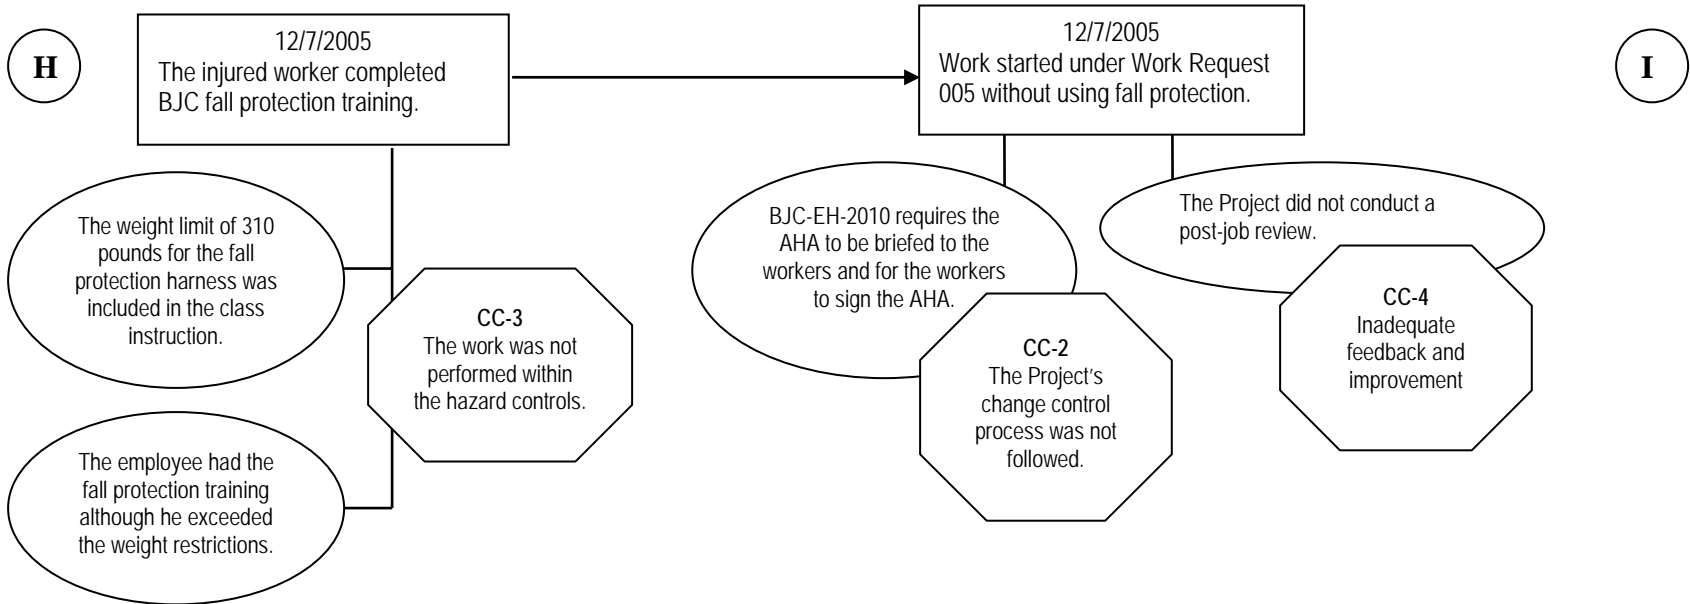 H
12/7/2005
The injured worker completed
BJC fall protection training.
12/7/2005
Work started under Work Request
005 without using fall protection.
I
The weight limit of 310
pounds for the fall
protection harness was
included in the class
instruction.
CC-3
The work was not
performed within
the hazard controls.
The employee had the
fall protection training
although he exceeded
the weight restrictions.
BJC-EH-2010 requires the
AHA to be briefed to the
workers and for the workers
to sign the AHA.
CC-2
The Project's
change control
process was not
followed.
The Project did not conduct a
post-job review.
CC-4
Inadequate
feedback and
improvement